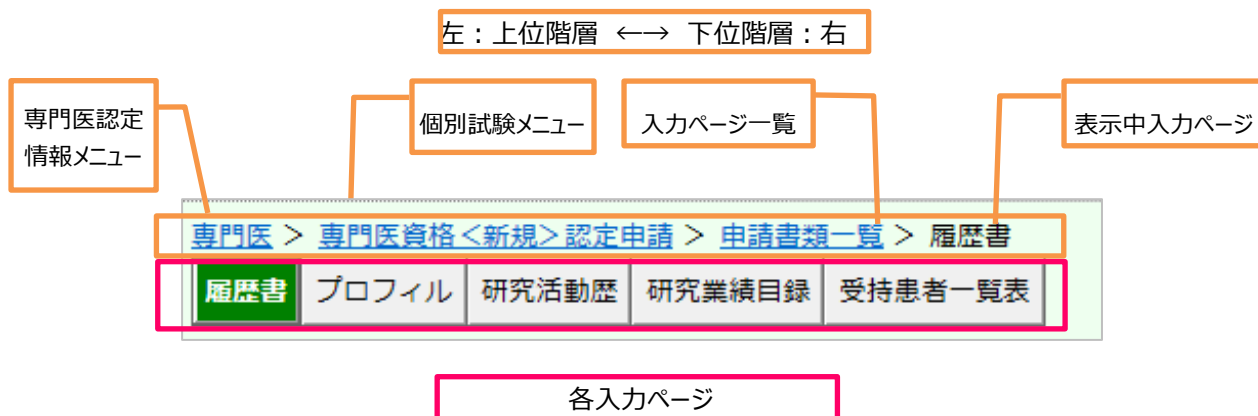 左：上位階層 ←→ 下位階層：右
専門医認定
情報メニュー
個別試験メニュー
入力ページ一覧
表示中入力ページ
専門医 > 専門医資格<新規>認定申請 > 申請書類一覧 > 履歴書
履歴書 プロフィル 研究活動歴 研究業績目録 受持患者一覧表
各入力ページ